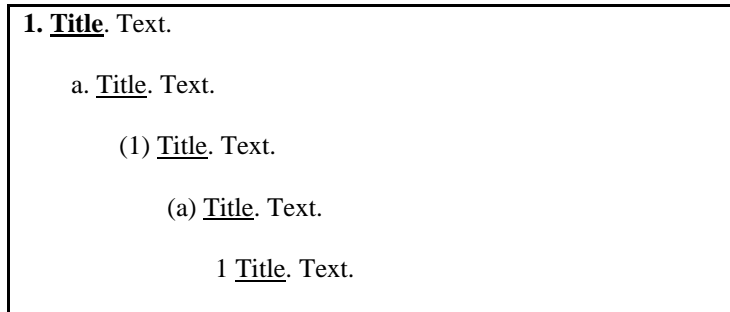 1. Title. Text.
a. Title. Text.
(1) Title. Text.
(a) Title. Text.
1 Title. Text.